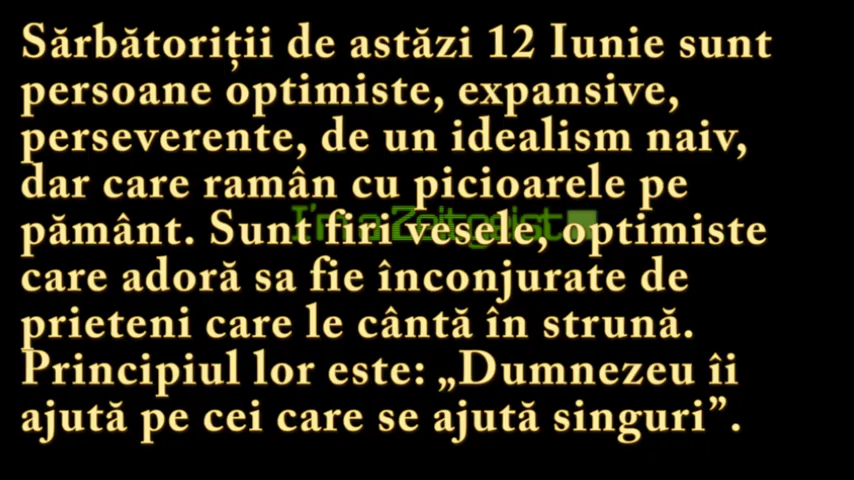 Sărbătoriții de astăzi 12 Iunie sunt
persoane optimiste, expansive,
perseverente, de un idealism naiv,
dar care ramân cu picioarele pe
pământ. Sunt firi vesele, optimiste
I'm a Zeitgeist
care adoră sa fie înconjurate de
prieteni care le cântă în strună.
Principiul lor este: „Dumnezeu îi
ajută pe cei care se ajută singuri”.